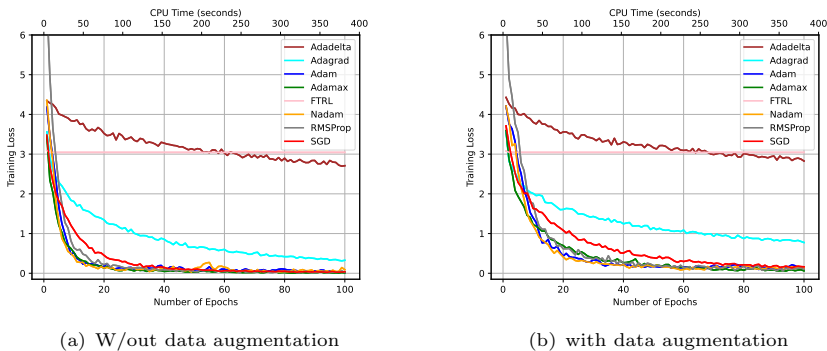 CPU Time (seconds)
0 50 100 150 200 250 300 350 400
6
5
4
3
2
1
0
Training Loss
Adadelta
Adagrad
Adam
Adamax
FTRL
Nadam
RMSProp
SGD
0 20 40 60 80 100
Number of Epochs
(a) W/out data augmentation
CPU Time (seconds)
0 50 100 150 200 250 300 350 400
6
5
4
3
2
1
0
Training Loss
Adadelta
Adagrad
Adam
Adamax
FTRL
Nadam
RMSProp
SGD
0 20 40 60 80 100
Number of Epochs
(b) with data augmentation